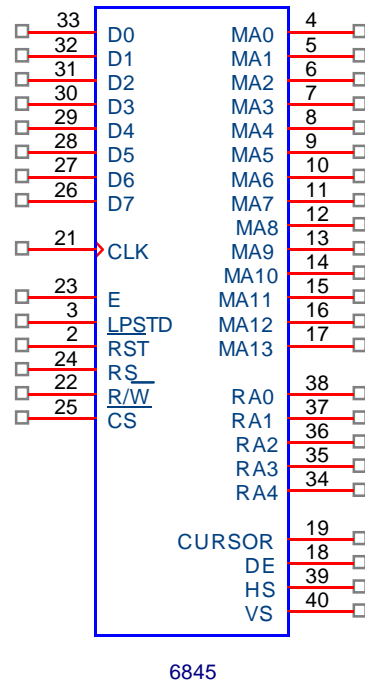 33 D0 MA0 4
32 D1 MA1 5
31 D2 MA2 6
30 D3 MA3 7
29 D4 MA4 8
28 D5 MA5 9
27 D6 MA6 10
26 D7 MA7 11
MA8 12
21 CLK MA9 13
MA10 14
23 E MA11 15
3 LPSTD MA12 16
2 RST MA13 17
24 RS
22 R/W RA0 38
25 CS RA1 37
RA2 36
RA3 35
RA4 34
CURSOR 19
DE 18
HS 39
VS 40
6845